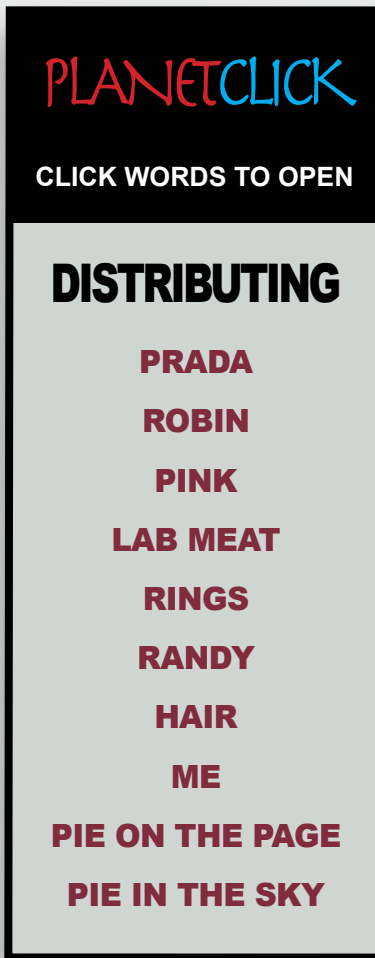 PLANETCLICK
CLICK WORDS TO OPEN
DISTRIBUTING
PRADA
ROBIN
PINK
LAB MEAT
RINGS
RANDY
HAIR
ME
PIE ON THE PAGE
PIE IN THE SKY